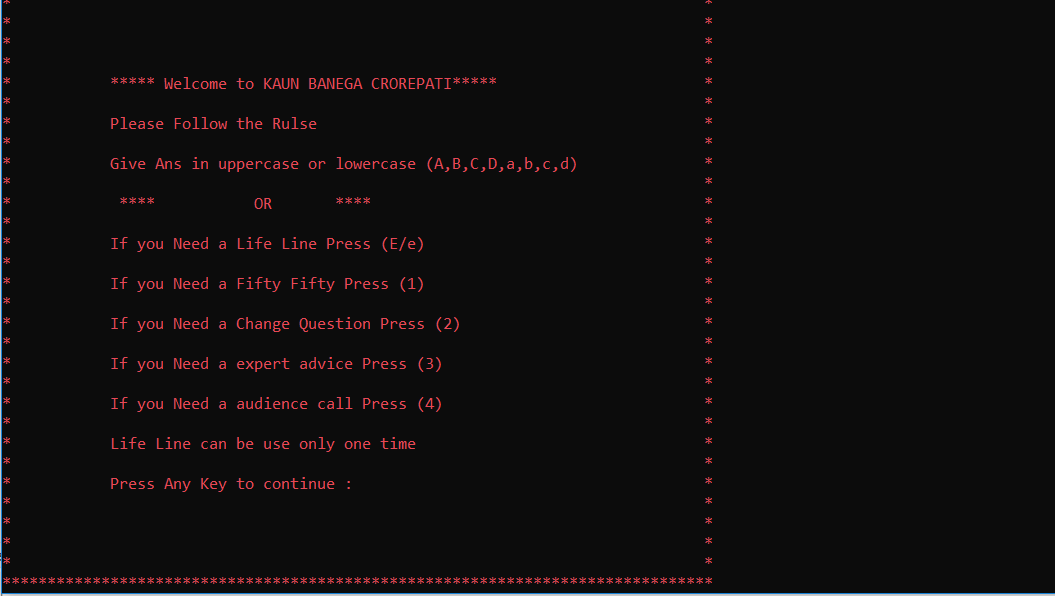 ***** Welcome to KAUN BANEGA CROREPATI*****
Please Follow the Rulse
Give Ans in uppercase or lowercase (A,B,C,D,a,b,c,d)
**** OR ****
If you Need a Life Line Press (E/e)
If you Need a Fifty Fifty Press (1)
If you Need a Change Question Press (2)
If you Need a expert advice Press (3)
If you Need a audience call Press (4)
Life Line can be use only one time
Press Any Key to continue :